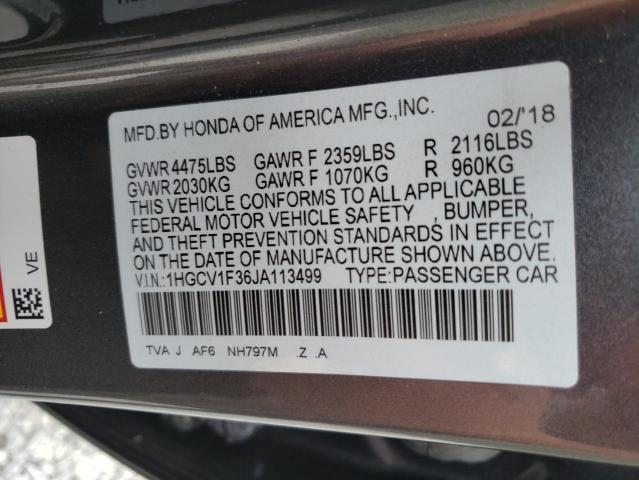 MFD.BY HONDA OF AMERICA MFG.,INC. 02/'18
GVWR 4475LBS GAWR F 2359LBS R 2116LBS
GVWR 2030KG GAWR F 1070KG R 960KG
THIS VEHICLE CONFORMS TO ALL APPLICABLE
FEDERAL MOTOR VEHICLE SAFETY , BUMPER,
AND THEFT PREVENTION STANDARDS IN EFFECT
ON THE DATE OF MANUFACTURE SHOWN ABOVE.
V.I.N.:1HGCV1F36JA113499 TYPE:PASSENGER CAR
TVA J AF6 NH797M .Z .A
VE